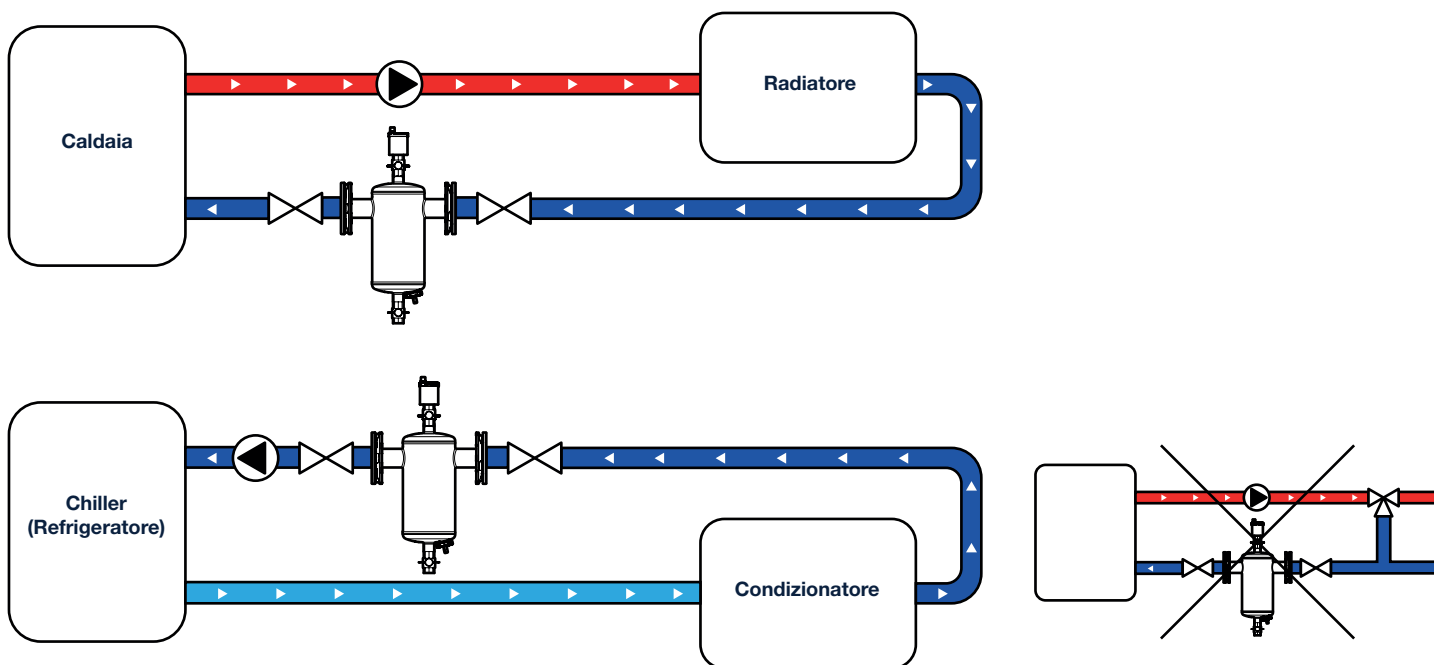 Caldaia
Radiatore
Chiller
(Refrigeratore)
Condizionatore